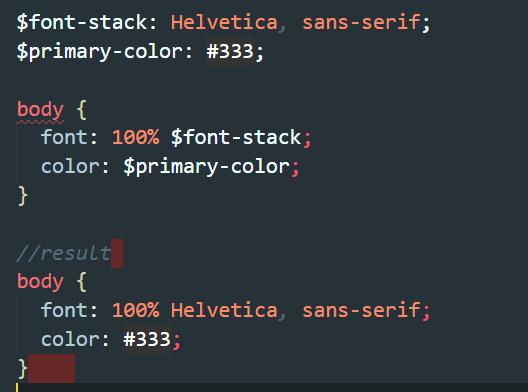 $font-stack: Helvetica, sans-serif;
$primary-color: #333;
body {
font: 100% $font-stack;
color: $primary-color;
}
//result
body {
font: 100% Helvetica, sans-serif;
color: #333;
}